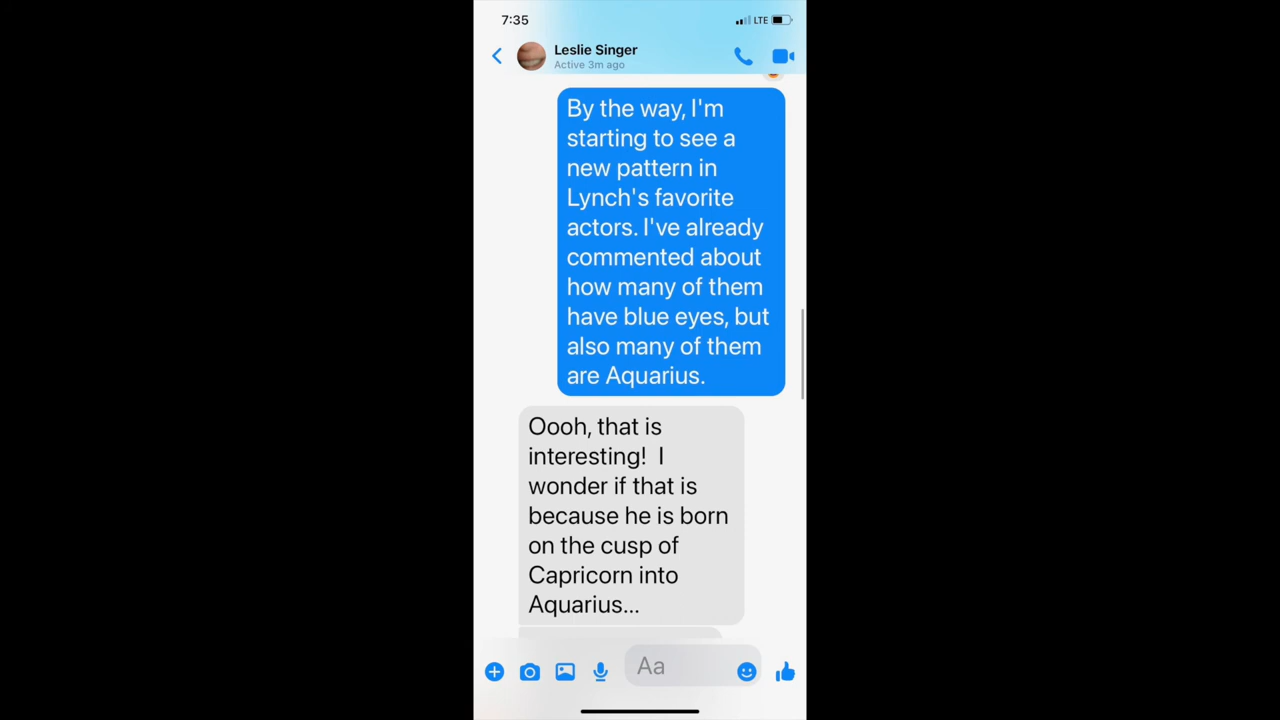 7:35
LTE
Leslie Singer
Active 3m ago
By the way, I'm
starting to see a
new pattern in
Lynch's favorite
actors. I've already
commented about
how many of them
have blue eyes, but
also many of them
are Aquarius.
Oooh, that is
interesting!  I
wonder if that is
because he is born
on the cusp of
Capricorn into
Aquarius...
Aa